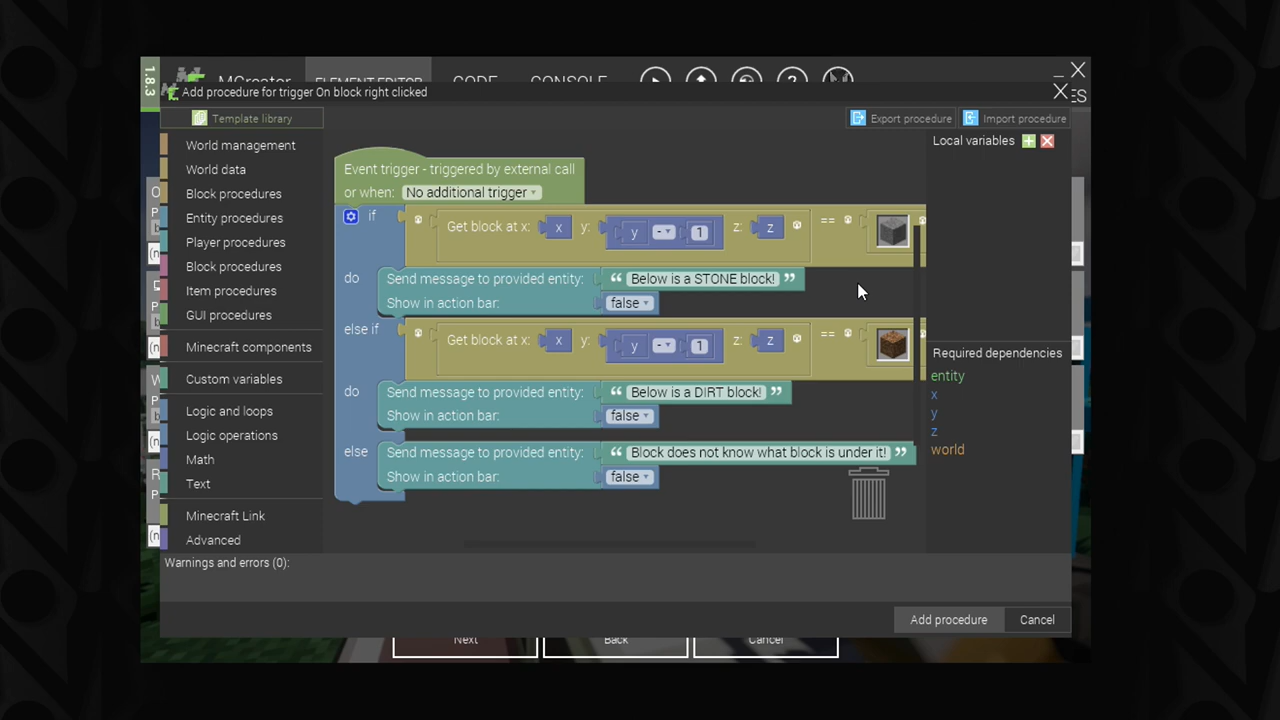 1.8.3
MCreator ELEMENT EDITOR CODE CONSOLE
Add procedure for trigger On block right clicked
ES
Template library Export procedure Import procedure
World management
World data
Block procedures
Entity procedures
Player procedures
Block procedures
Item procedures
GUI procedures
Minecraft components
Custom variables
Logic and loops
Logic operations
Math
Text
Minecraft Link
Advanced
Event trigger - triggered by external call
or when: No additional trigger
if Get block at x: x y: y - 1 z: z ==
do Send message to provided entity: “ Below is a STONE block! ”
Show in action bar: false
else if Get block at x: x y: y - 1 z: z ==
do Send message to provided entity: “ Below is a DIRT block! ”
Show in action bar: false
else Send message to provided entity: “ Block does not know what block is under it! ”
Show in action bar: false
Local variables
Required dependencies
entity
x
y
z
world
Warnings and errors (0):
Add procedure Cancel
Next Back Cancel